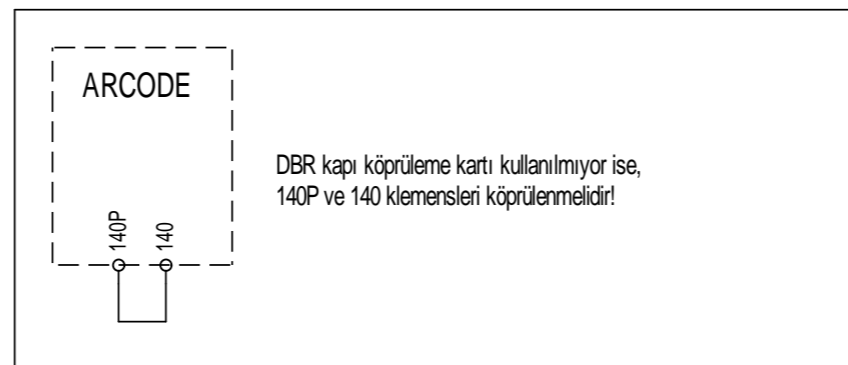 ARCODE
DBR kapı köprüleme kartı kullanılmıyor ise,
140P ve 140 klemensleri köprülenmelidir!
140P
140